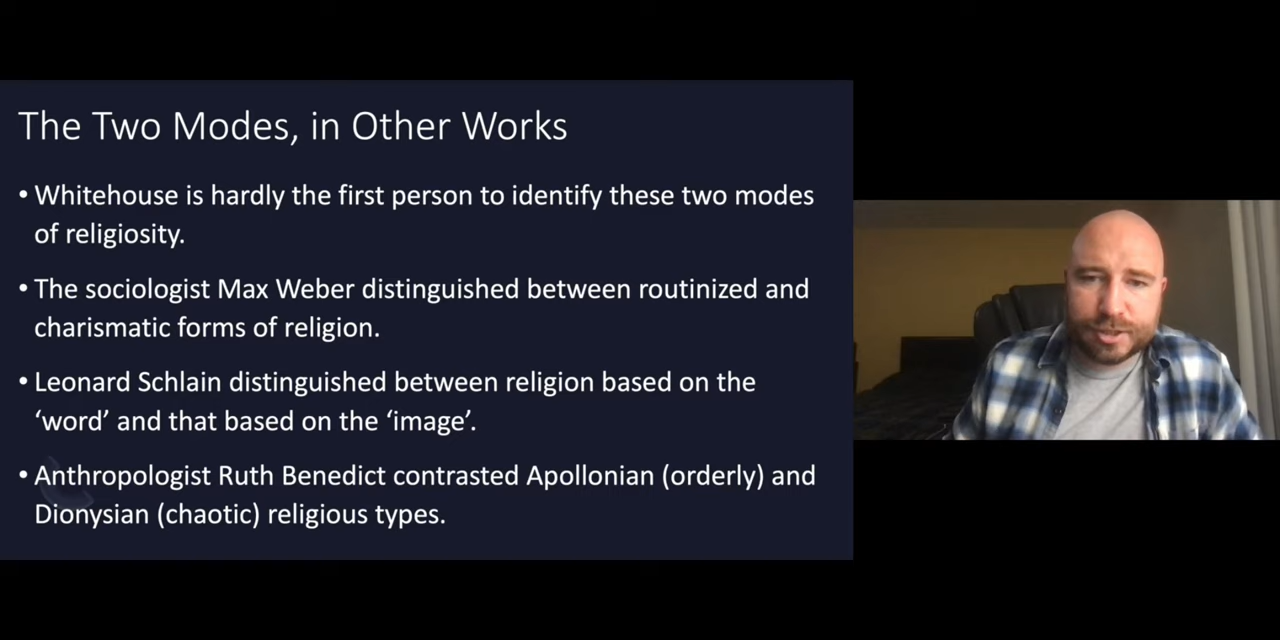 The Two Modes, in Other Works
• Whitehouse is hardly the first person to identify these two modes
of religiosity.
• The sociologist Max Weber distinguished between routinized and
charismatic forms of religion.
• Leonard Schlain distinguished between religion based on the
‘word’ and that based on the ‘image’.
• Anthropologist Ruth Benedict contrasted Apollonian (orderly) and
Dionysian (chaotic) religious types.